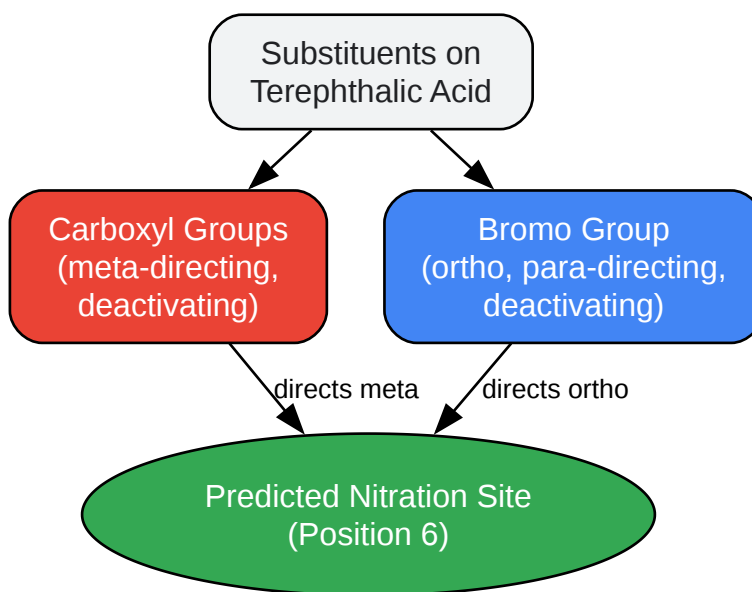 Substituents on
Terephthalic Acid
Carboxyl Groups
(meta-directing,
deactivating)
Bromo Group
(ortho, para-directing,
deactivating)
directs meta
directs ortho
Predicted Nitration Site
(Position 6)